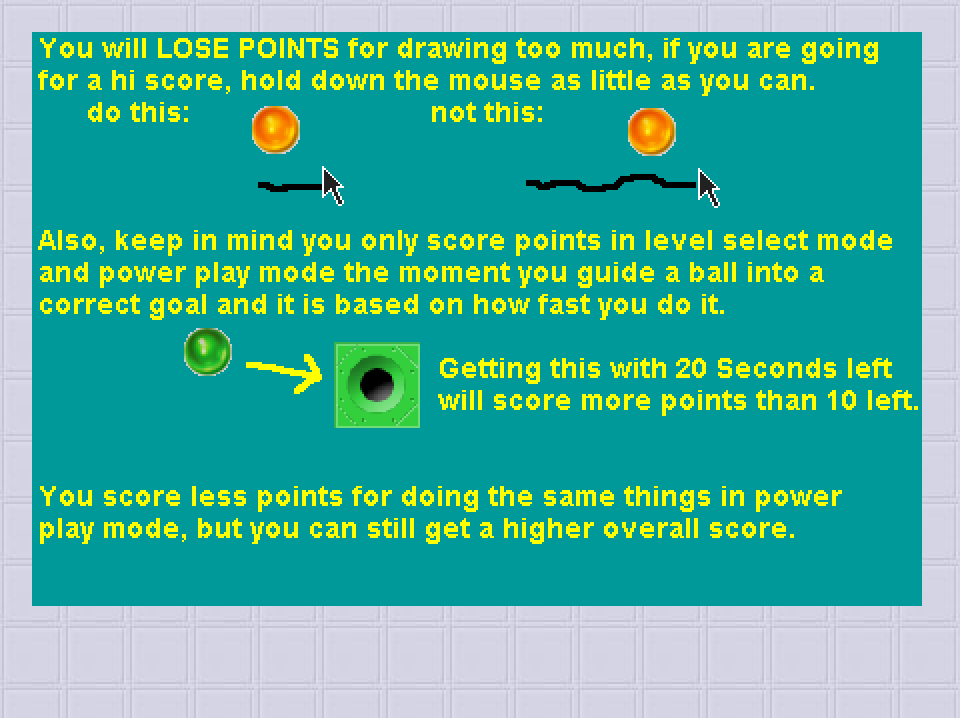 You will LOSE POINTS for drawing too much, if you are going
for a hi score, hold down the mouse as little as you can.
do this: not this:
Also, keep in mind you only score points in level select mode
and power play mode the moment you guide a ball into a
correct goal and it is based on how fast you do it.
Getting this with 20 Seconds left
will score more points than 10 left.
You score less points for doing the same things in power
play mode, but you can still get a higher overall score.